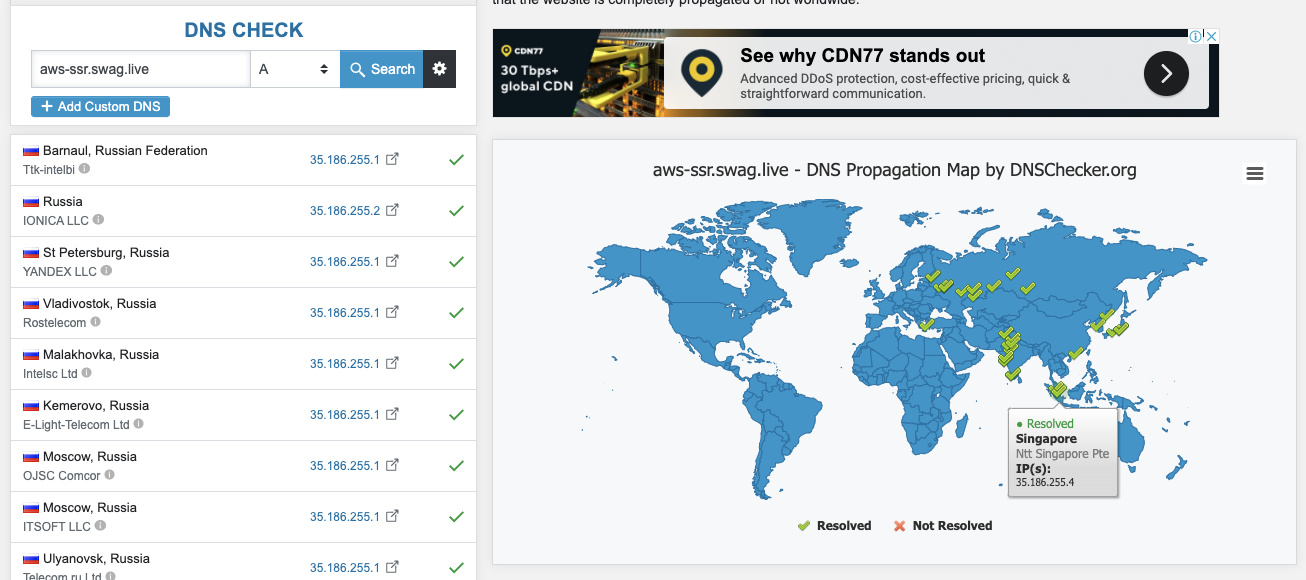 that the website is completely propagated or not worldwide.
DNS CHECK
aws-ssr.swag.live
A
Search
+ Add Custom DNS
Barnaul, Russian Federation
Ttk-intelbi
35.186.255.1
Russia
IONICA LLC
35.186.255.2
St Petersburg, Russia
YANDEX LLC
35.186.255.1
Vladivostok, Russia
Rostelecom
35.186.255.1
Malakhovka, Russia
Intelsc Ltd
35.186.255.1
Kemerovo, Russia
E-Light-Telecom Ltd
35.186.255.1
Moscow, Russia
OJSC Comcor
35.186.255.1
Moscow, Russia
ITSOFT LLC
35.186.255.1
Ulyanovsk, Russia
Telecom.ru Ltd
35.186.255.1
CDN77
30 Tbps+
global CDN
See why CDN77 stands out
Advanced DDoS protection, cost-effective pricing, quick &
straightforward communication.
aws-ssr.swag.live - DNS Propagation Map by DNSChecker.org
Resolved
Singapore
Ntt Singapore Pte
IP(s):
35.186.255.4
Resolved
Not Resolved